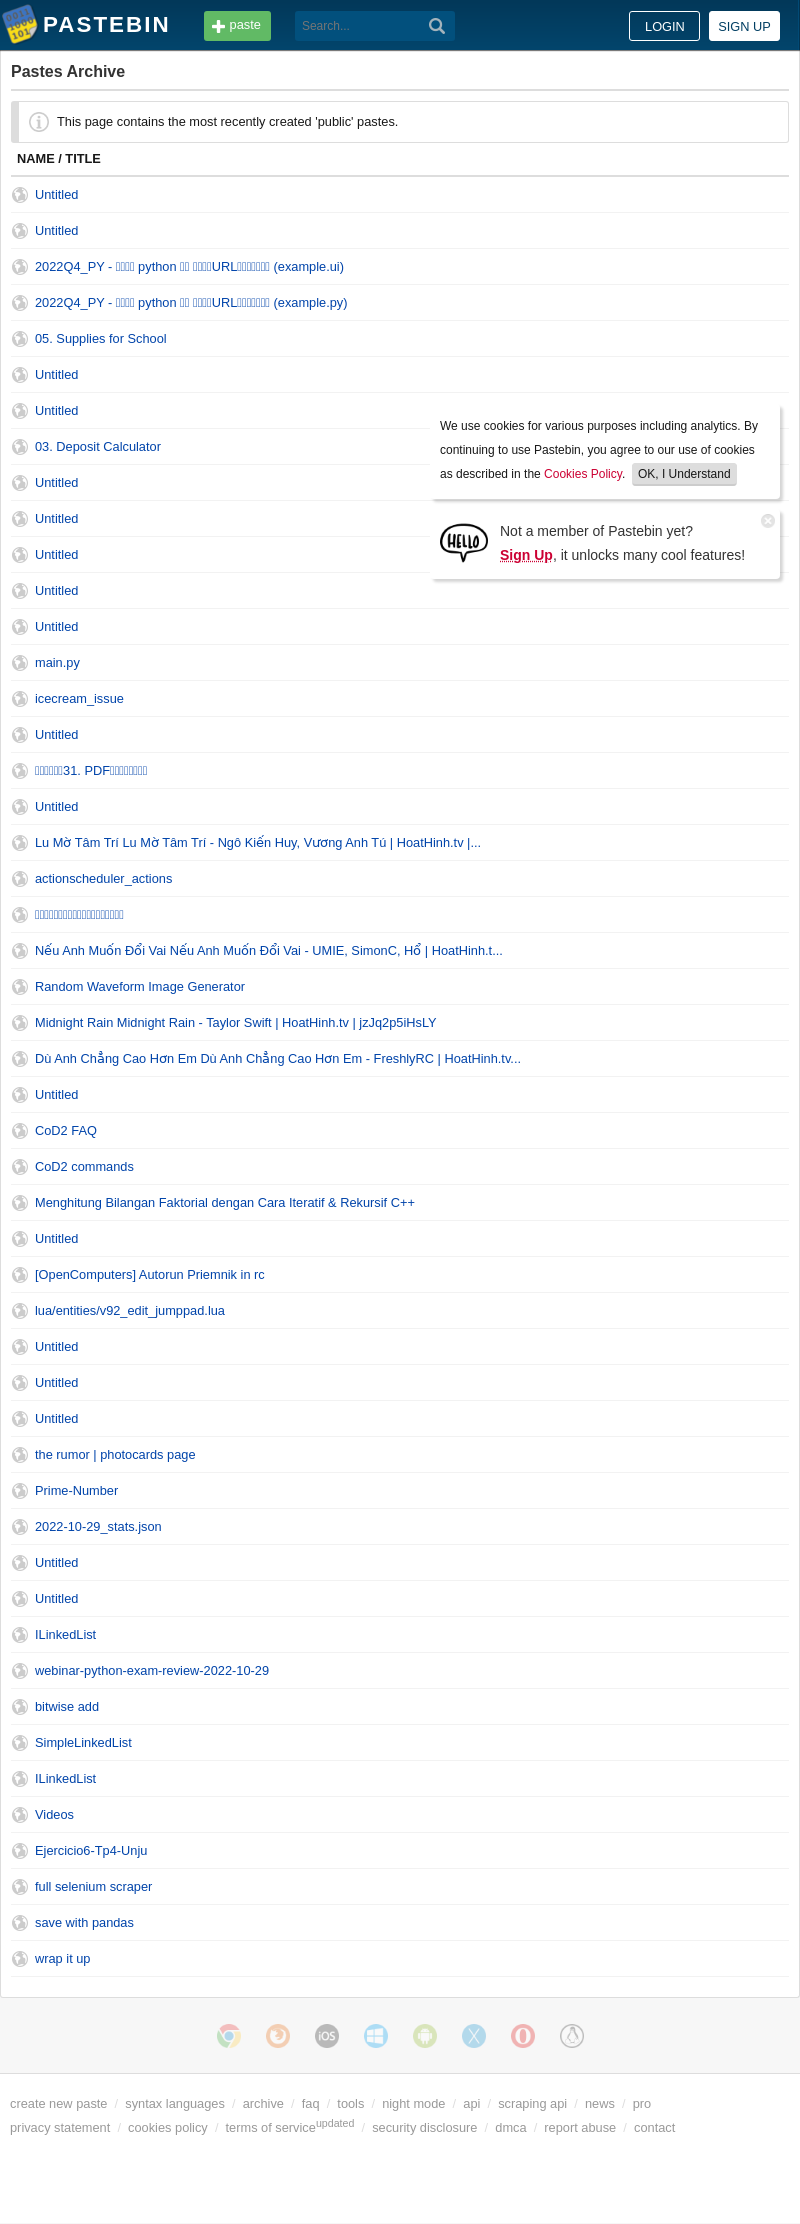 PASTEBIN
paste
Search...
LOGIN
SIGN UP
Pastes Archive
This page contains the most recently created 'public' pastes.
NAME / TITLE
Untitled
Untitled
2022Q4_PY - python URL (example.ui)
2022Q4_PY - python URL (example.py)
05. Supplies for School
Untitled
Untitled
03. Deposit Calculator
Untitled
Untitled
Untitled
Untitled
Untitled
main.py
icecream_issue
Untitled
31. PDF
Untitled
Lu Mờ Tâm Trí Lu Mờ Tâm Trí - Ngô Kiến Huy, Vương Anh Tú | HoatHinh.tv |...
actionscheduler_actions
Nếu Anh Muốn Đổi Vai Nếu Anh Muốn Đổi Vai - UMIE, SimonC, Hổ | HoatHinh.t...
Random Waveform Image Generator
Midnight Rain Midnight Rain - Taylor Swift | HoatHinh.tv | jzJq2p5iHsLY
Dù Anh Chẳng Cao Hơn Em Dù Anh Chẳng Cao Hơn Em - FreshlyRC | HoatHinh.tv...
Untitled
CoD2 FAQ
CoD2 commands
Menghitung Bilangan Faktorial dengan Cara Iteratif & Rekursif C++
Untitled
[OpenComputers] Autorun Priemnik in rc
lua/entities/v92_edit_jumppad.lua
Untitled
Untitled
Untitled
the rumor | photocards page
Prime-Number
2022-10-29_stats.json
Untitled
Untitled
ILinkedList
webinar-python-exam-review-2022-10-29
bitwise add
SimpleLinkedList
ILinkedList
Videos
Ejercicio6-Tp4-Unju
full selenium scraper
save with pandas
wrap it up
We use cookies for various purposes including analytics. By
continuing to use Pastebin, you agree to our use of cookies
as described in the Cookies Policy. OK, I Understand
HELLO
Not a member of Pastebin yet?
Sign Up, it unlocks many cool features!
iOS
create new paste / syntax languages / archive / faq / tools / night mode / api / scraping api / news / pro
privacy statement / cookies policy / terms of service updated / security disclosure / dmca / report abuse / contact